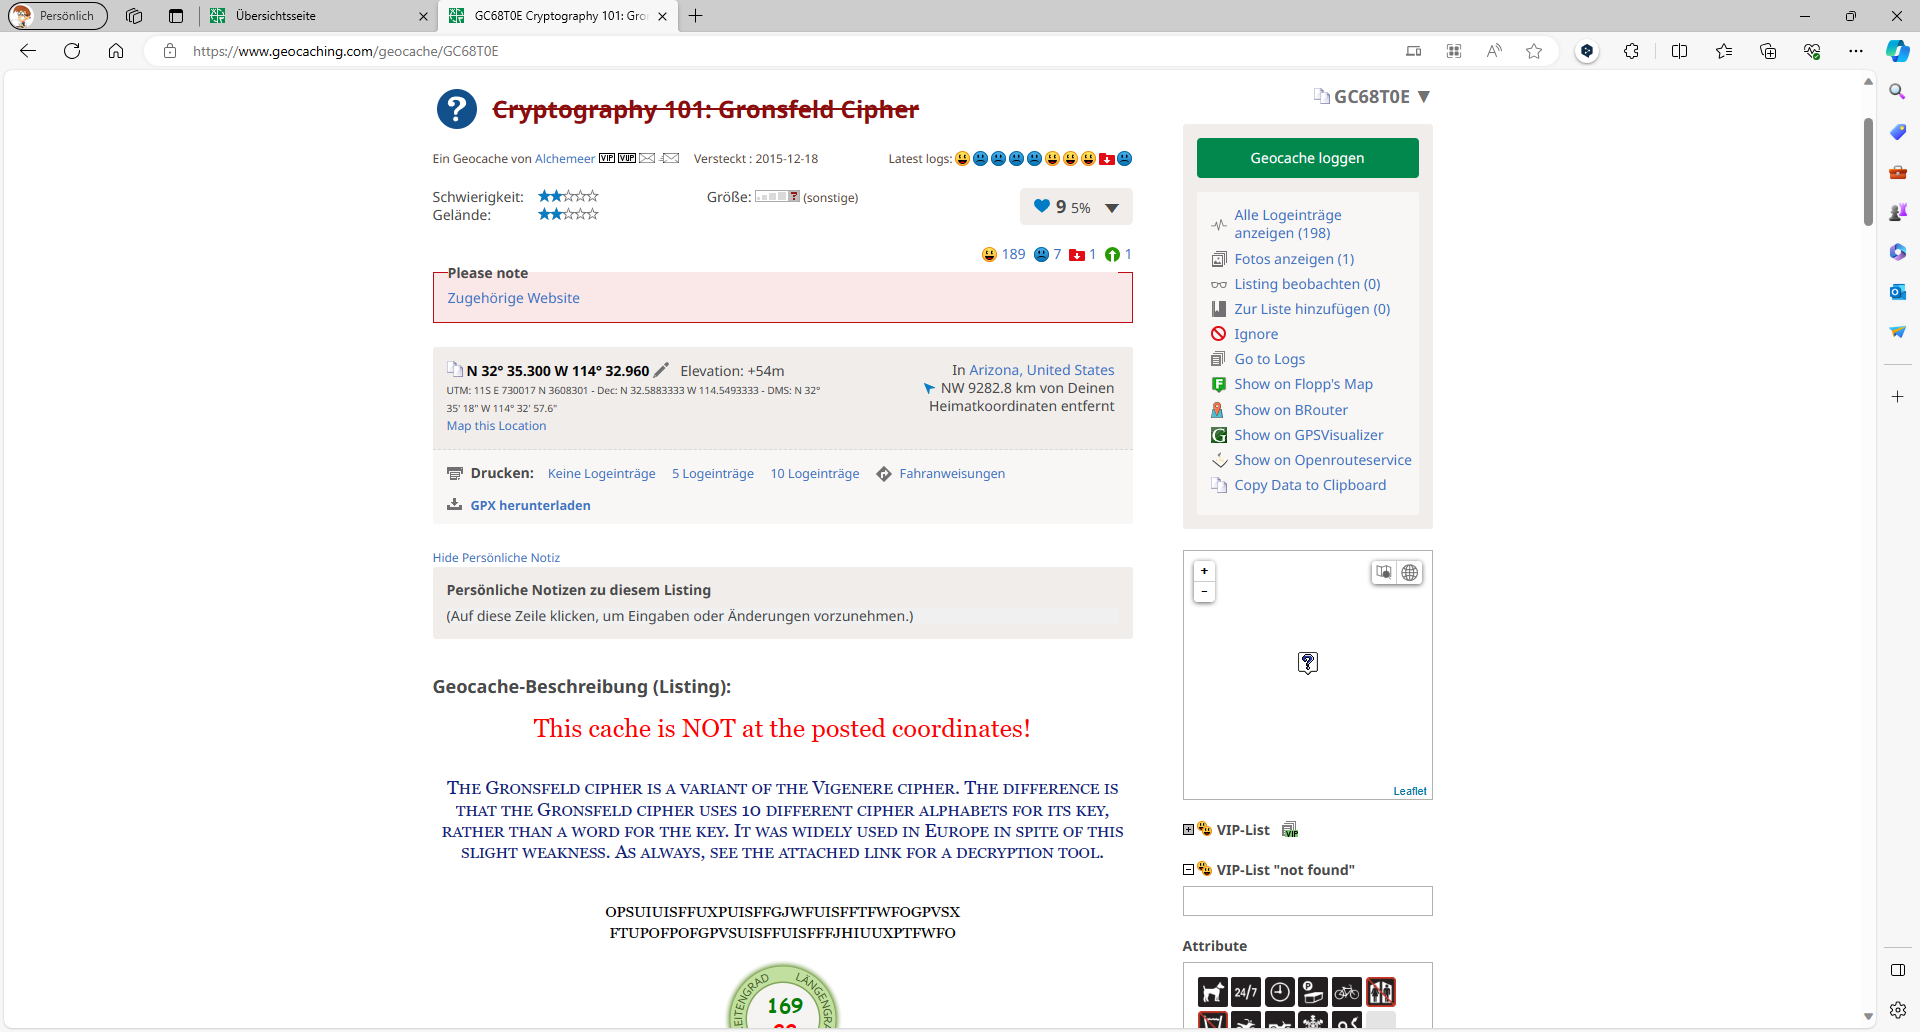 Persönlich
Übersichtsseite
GC68T0E Cryptography 101: Gro
https://www.geocaching.com/geocache/GC68T0E
Cryptography 101: Gronsfeld Cipher
Ein Geocache von Alchemeer VIP VUP Versteckt : 2015-12-18 Latest logs:
Schwierigkeit:
Größe: (sonstige)
Gelände:
9 5%
189 7 1 1
Please note
Zugehörige Website
N 32° 35.300 W 114° 32.960 Elevation: +54m
UTM: 11S E 730017 N 3608301 - Dec: N 32.5883333 W 114.5493333 - DMS: N 32°
35' 18" W 114° 32' 57.6"
Map this Location
In Arizona, United States
NW 9282.8 km von Deinen
Heimatkoordinaten entfernt
Drucken: Keine Logeinträge 5 Logeinträge 10 Logeinträge Fahranweisungen
GPX herunterladen
Hide Persönliche Notiz
Persönliche Notizen zu diesem Listing
(Auf diese Zeile klicken, um Eingaben oder Änderungen vorzunehmen.)
Geocache-Beschreibung (Listing):
This cache is NOT at the posted coordinates!
The Gronsfeld cipher is a variant of the Vigenere cipher. The difference is
that the Gronsfeld cipher uses 10 different cipher alphabets for its key,
rather than a word for the key. It was widely used in Europe in spite of this
slight weakness. As always, see the attached link for a decryption tool.
OPSUIUISFFUXPUISFFGJWFUISFFTFWFOGPVSX
FTUPOFPOFGPVSUISFFUISFFFJHIUUXPTFWFO
BREITENGRAD LÄNGENGRAD
169
GC68T0E ▼
Geocache loggen
Alle Logeinträge
anzeigen (198)
Fotos anzeigen (1)
Listing beobachten (0)
Zur Liste hinzufügen (0)
Ignore
Go to Logs
Show on Flopp's Map
Show on BRouter
Show on GPSVisualizer
Show on Openrouteservice
Copy Data to Clipboard
+
-
Leaflet
VIP-List VIP
VIP-List "not found"
Attribute
24/7